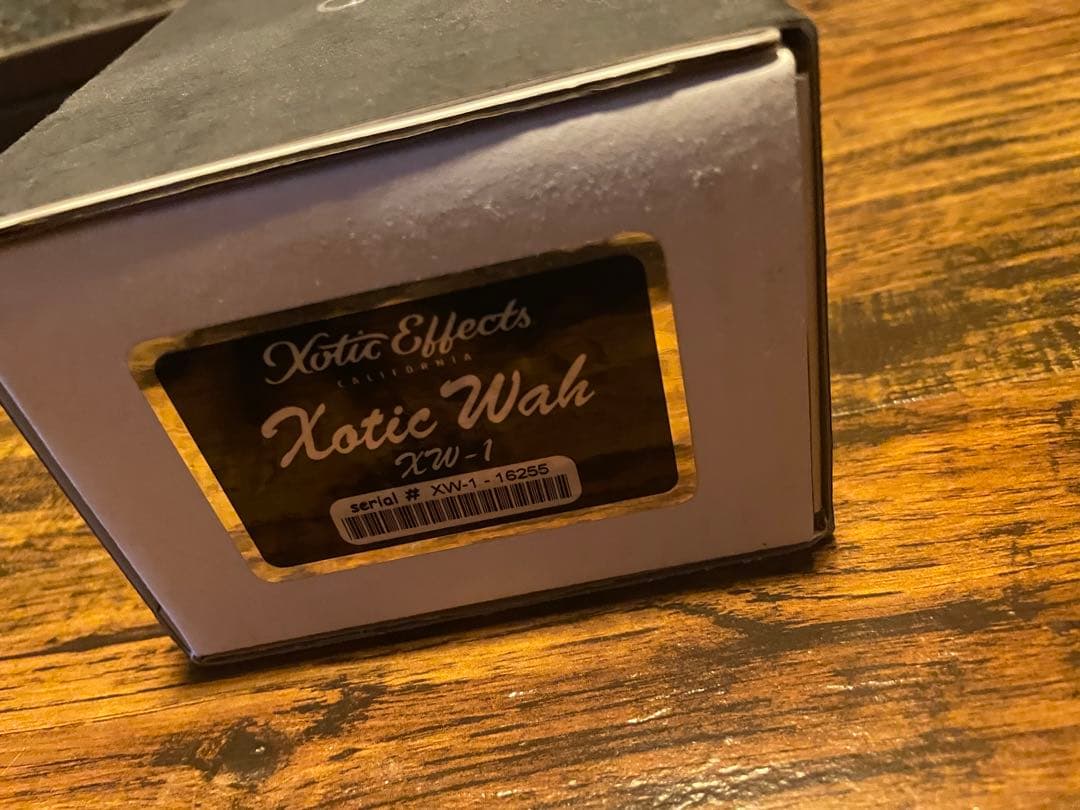 Xotic Effects
CALIFORNIA
Xotic Wah
XW-1
serial # XW-1 - 16255